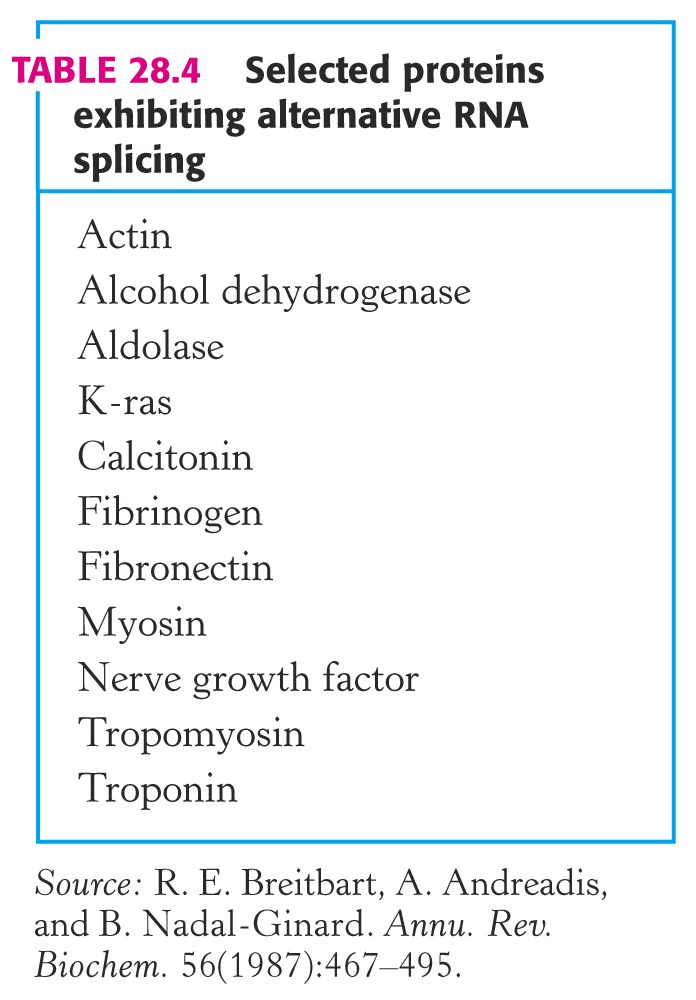 TABLE 28.4 Selected proteins
exhibiting alternative RNA
splicing
Actin
Alcohol dehydrogenase
Aldolase
K-ras
Calcitonin
Fibrinogen
Fibronectin
Myosin
Nerve growth factor
Tropomyosin
Troponin
Source: R. E. Breitbart, A. Andreadis,
and B. Nadal-Ginard. Annu. Rev.
Biochem. 56(1987):467–495.